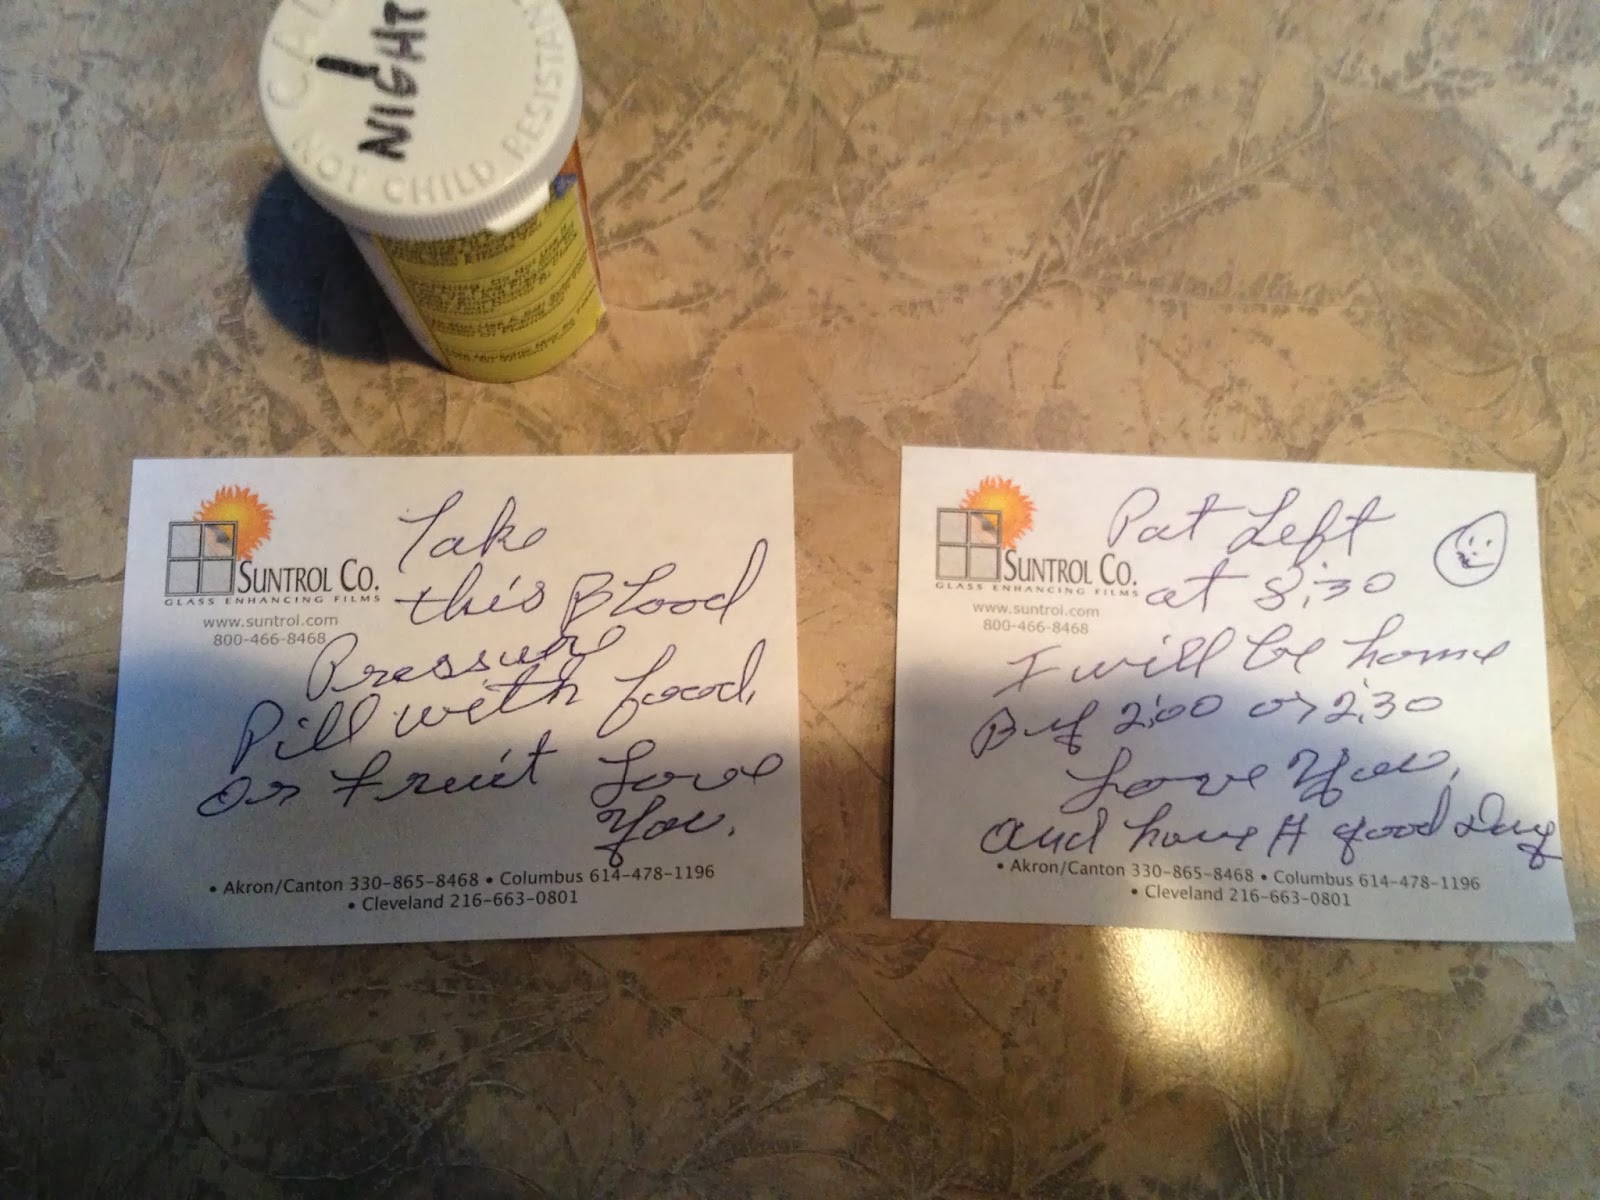 1
NIGHT
NOT CHILD RESISTANT
SUNTROL CO.
GLASS ENHANCING FILMS
www.suntrol.com
800-466-8468
Take
this Blood
Pressure
Pill with food,
or fruit Love
You.
• Akron/Canton 330-865-8468 • Columbus 614-478-1196
• Cleveland 216-663-0801
SUNTROL CO.
GLASS ENHANCING FILMS
www.suntrol.com
800-466-8468
Pat Left
at 8:30
I will be home
By 2:00 or 2:30
Love You,
and have A good Day
• Akron/Canton 330-865-8468 • Columbus 614-478-1196
• Cleveland 216-663-0801